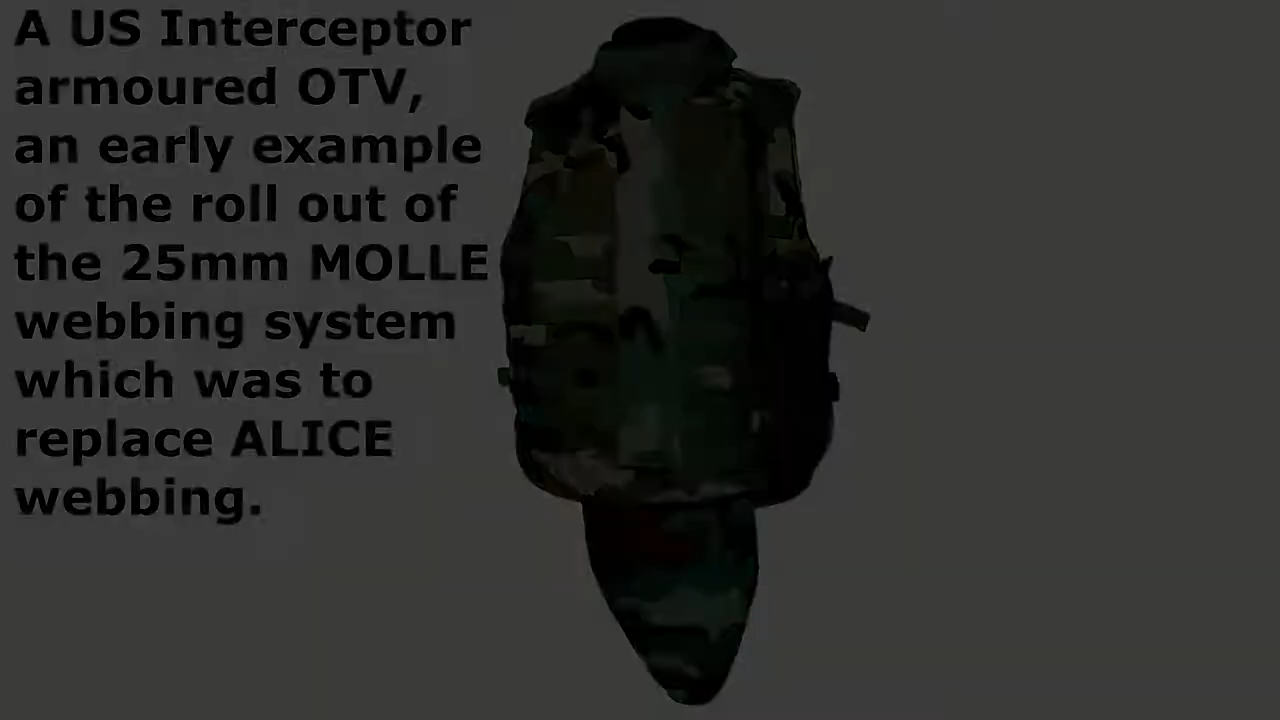 A US Interceptor
armoured OTV,
an early example
of the roll out of
the 25mm MOLLE
webbing system
which was to
replace ALICE
webbing.